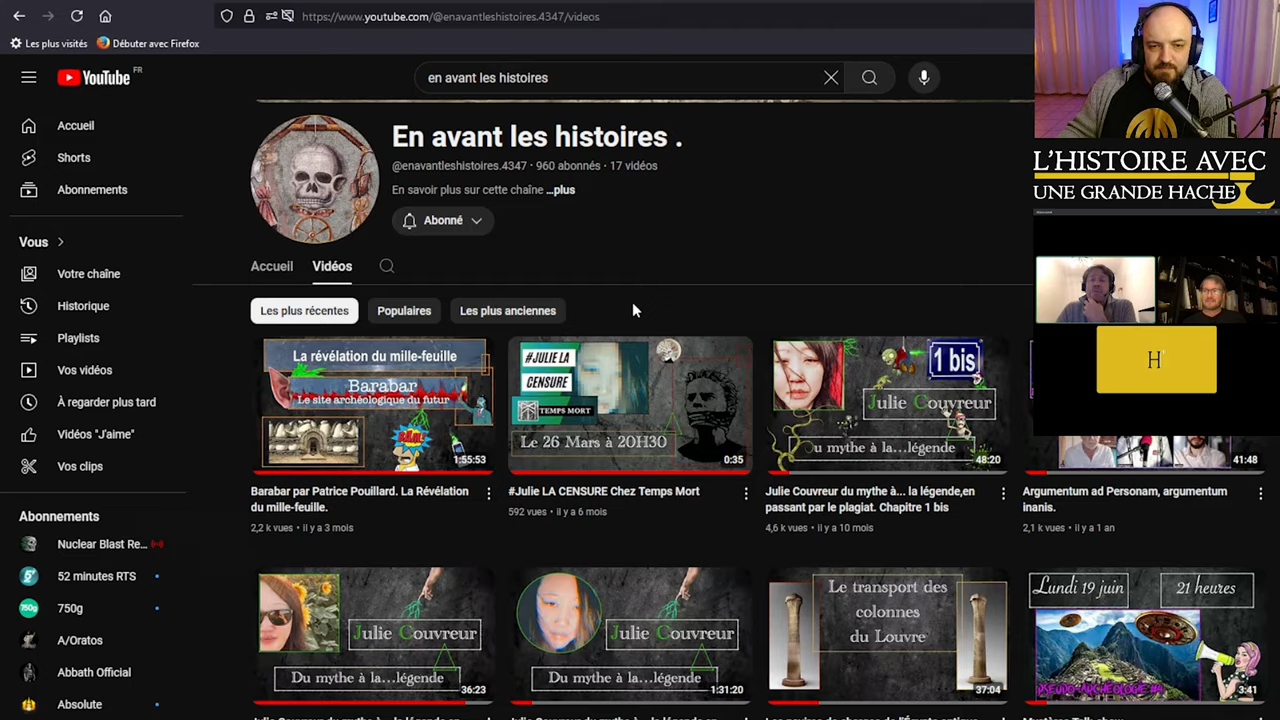 https://www.youtube.com/@enavantleshistoires.4347/videos
Les plus visités
Débuter avec Firefox
YouTube FR
en avant les histoires
Accueil
Shorts
Abonnements
Vous
Votre chaîne
Historique
Playlists
Vos vidéos
À regarder plus tard
Vidéos "J'aime"
Vos clips
Abonnements
Nuclear Blast Re...
52 minutes RTS
750g
A/Oratos
Abbath Official
Absolute
En avant les histoires .
@enavantleshistoires.4347 · 960 abonnés · 17 vidéos
En savoir plus sur cette chaîne ...plus
Abonné
Accueil
Vidéos
Les plus récentes
Populaires
Les plus anciennes
La révélation du mille-feuille
Barabar
Le site archéologique du futur
BAM!
1:55:53
Barabar par Patrice Pouillard. La Révélation
du mille-feuille.
2,2 k vues · il y a 3 mois
#JULIE LA
CENSURE
TEMPS MORT
Le 26 Mars à 20H30
0:35
#Julie LA CENSURE Chez Temps Mort
592 vues · il y a 6 mois
1 bis
Julie Couvreur
Du mythe à la...légende
48:20
Julie Couvreur du mythe à... la légende,en
passant par le plagiat. Chapitre 1 bis
4,6 k vues · il y a 10 mois
41:48
Argumentum ad Personam, argumentum
inanis.
2,1 k vues · il y a 1 an
Julie Couvreur
Du mythe à la...légende
36:23
Julie Couvreur
Du mythe à la...légende
1:31:20
Le transport des
colonnes
du Louvre
37:04
Lundi 19 juin
21 heures
PSEUDO-ARCHÉOLOGIE #4
3:41
L'HISTOIRE AVEC
UNE GRANDE HACHE
H